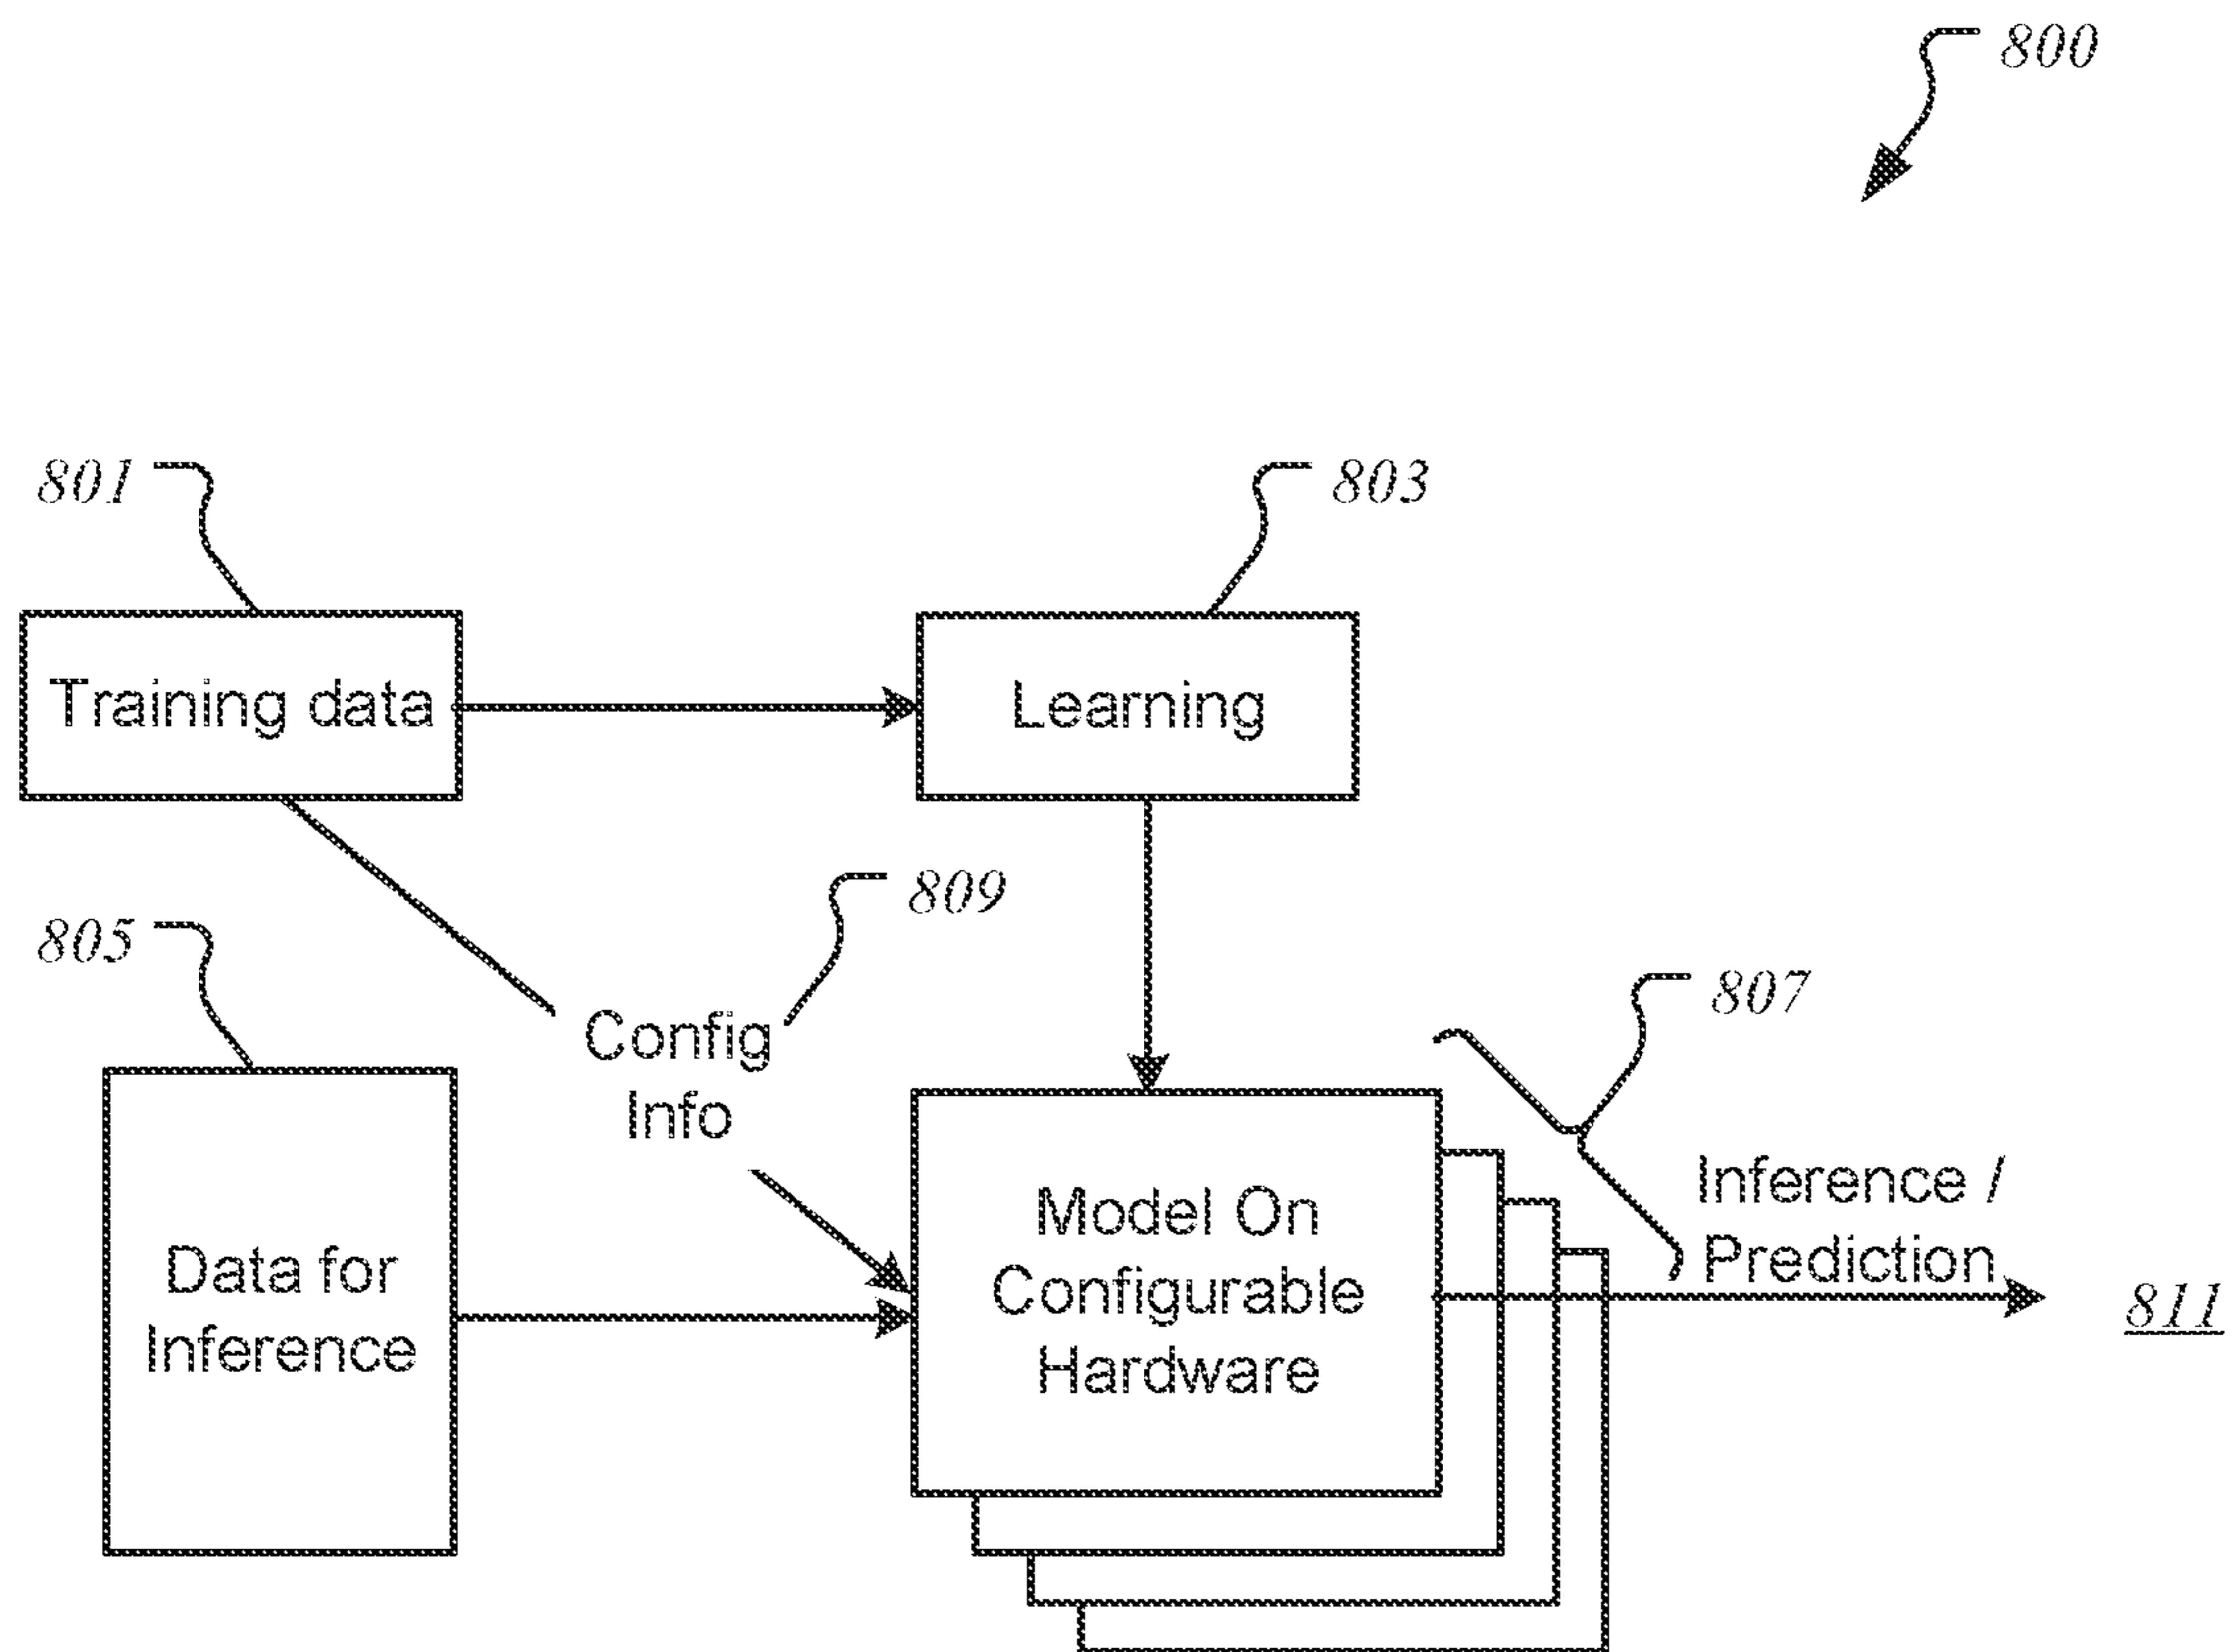 800
801
803
Training data
Learning
809
805
807
Config
Info
Data for
Inference
Model On
Configurable
Hardware
Inference /
Prediction
811